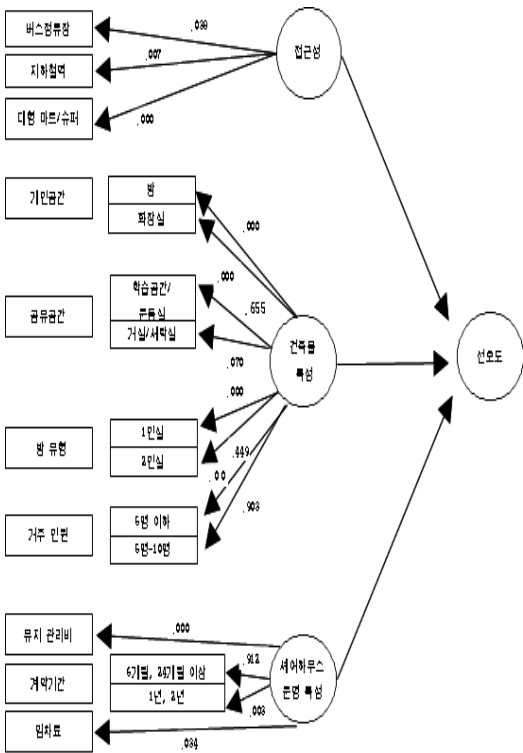 버스정류장
.039
접근성
지하철역
.007
대형 마트/슈퍼
.000
개인공간
방
화장실
.000
.000
공유공간
학습공간/
운동실
.655
거실/세탁실
건축물
특성
선호도
.070
.000
방 유형
1인실
2인실
.449
.00
거주 인원
5명 이하
6명-10명
.903
유지 관리비
.000
계약기간
6개월, 24개월 이상
1년, 2년
.912
.003
셰어하우스
운영 특성
임차료
.034